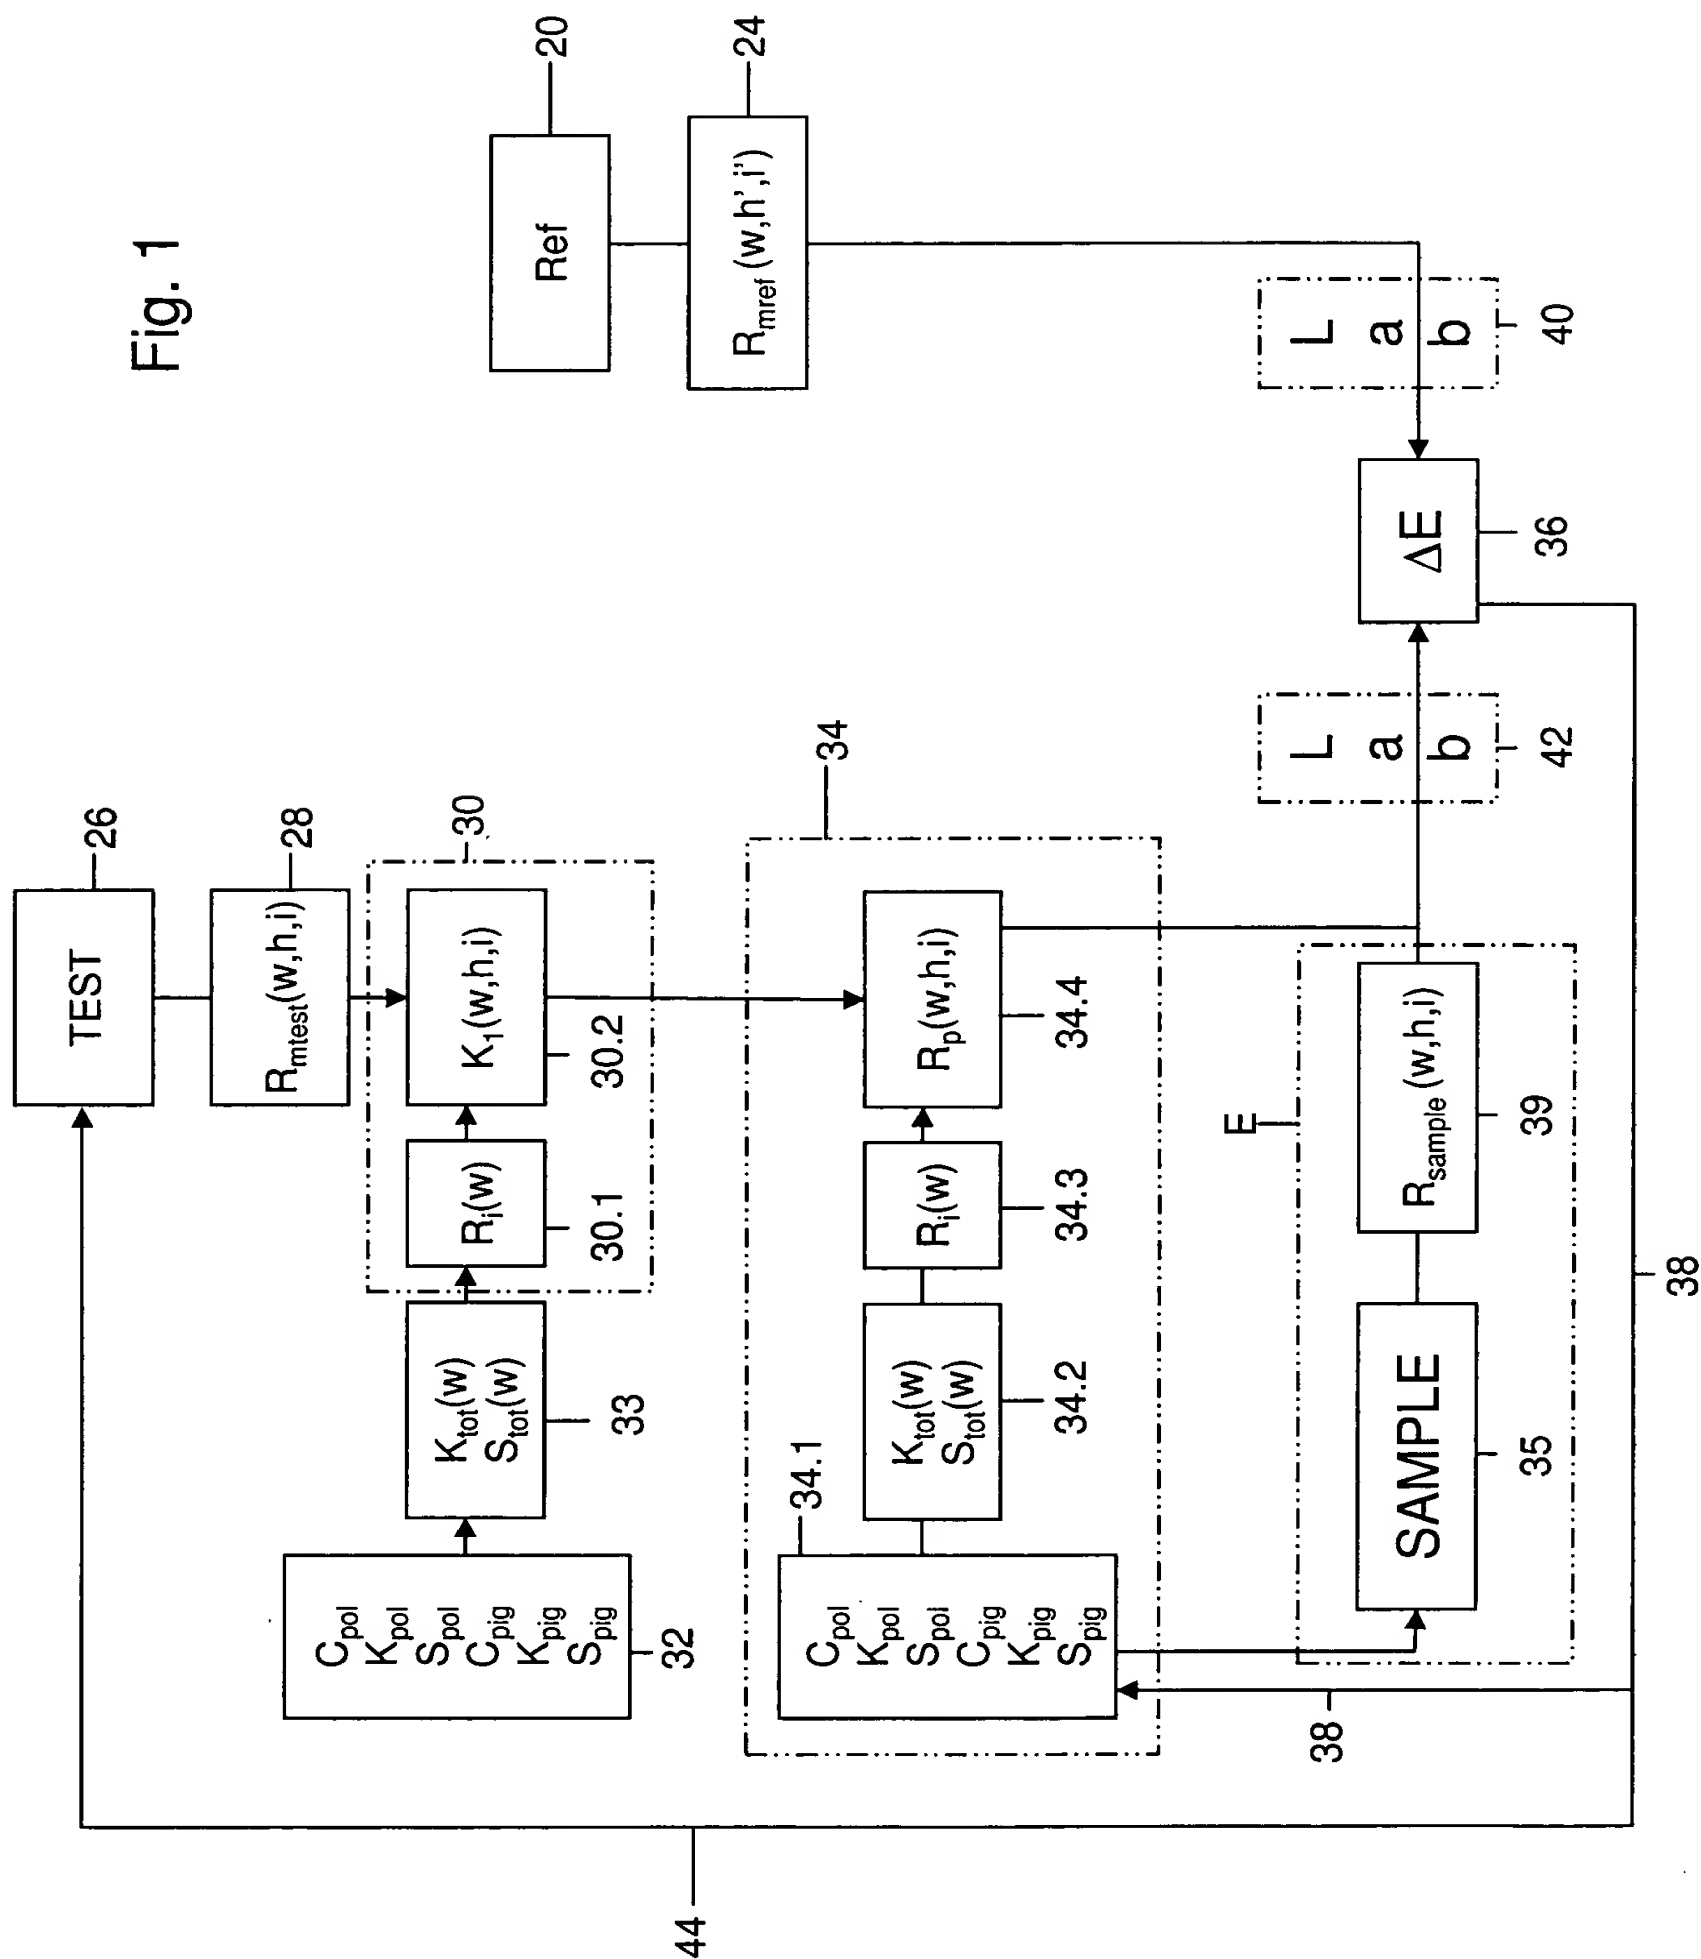 Fig. 1
20
Ref
24
R_mref (w,h',i')
26
TEST
28
R_mtest(w,h,i)
30
K_1(w,h,i)
30.2
R_i(w)
30.1
K_tot(w)
S_tot(w)
33
C_pol
K_pol
S_pol
C_pig
K_pig
S_pig
32
34
R_p(w,h,i)
34.4
R_i(w)
34.3
K_tot(w)
S_tot(w)
34.2
34.1
C_pol
K_pol
S_pol
C_pig
K_pig
S_pig
L
a
b
40
ΔE
36
L
a
b
42
E
R_sample (w,h,i)
39
SAMPLE
35
38
38
44